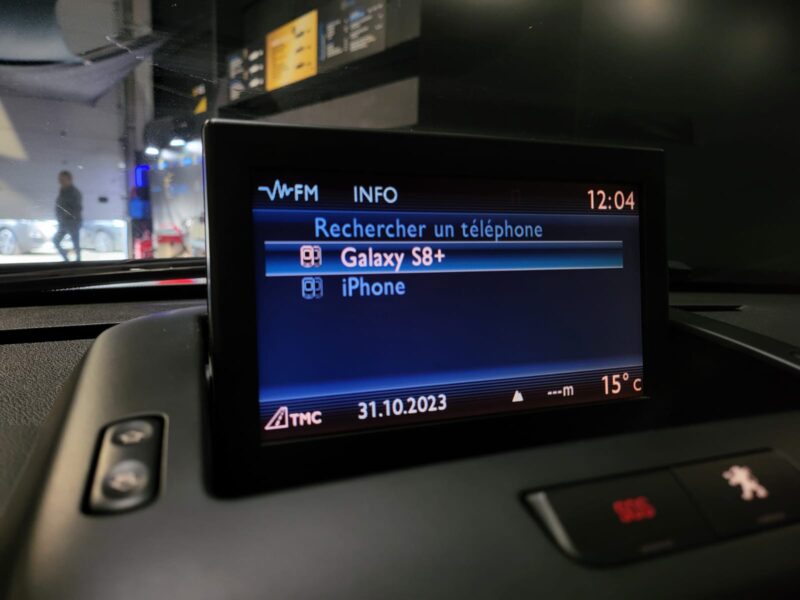 FM INFO 12:04
Rechercher un téléphone
Galaxy S8+
iPhone
TMC 31.10.2023 ---m 15°C
SOS